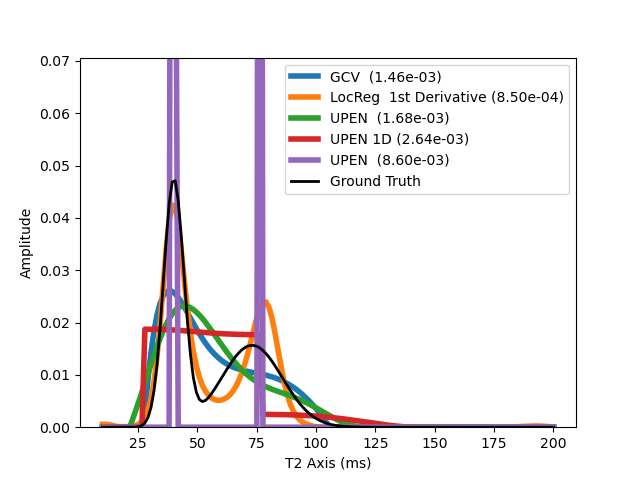 0.07
0.06
0.05
0.04
0.03
0.02
0.01
0.00
Amplitude
25
50
75
100
125
150
175
200
T2 Axis (ms)
GCV  (1.46e-03)
LocReg  1st Derivative (8.50e-04)
UPEN  (1.68e-03)
UPEN 1D (2.64e-03)
UPEN  (8.60e-03)
Ground Truth